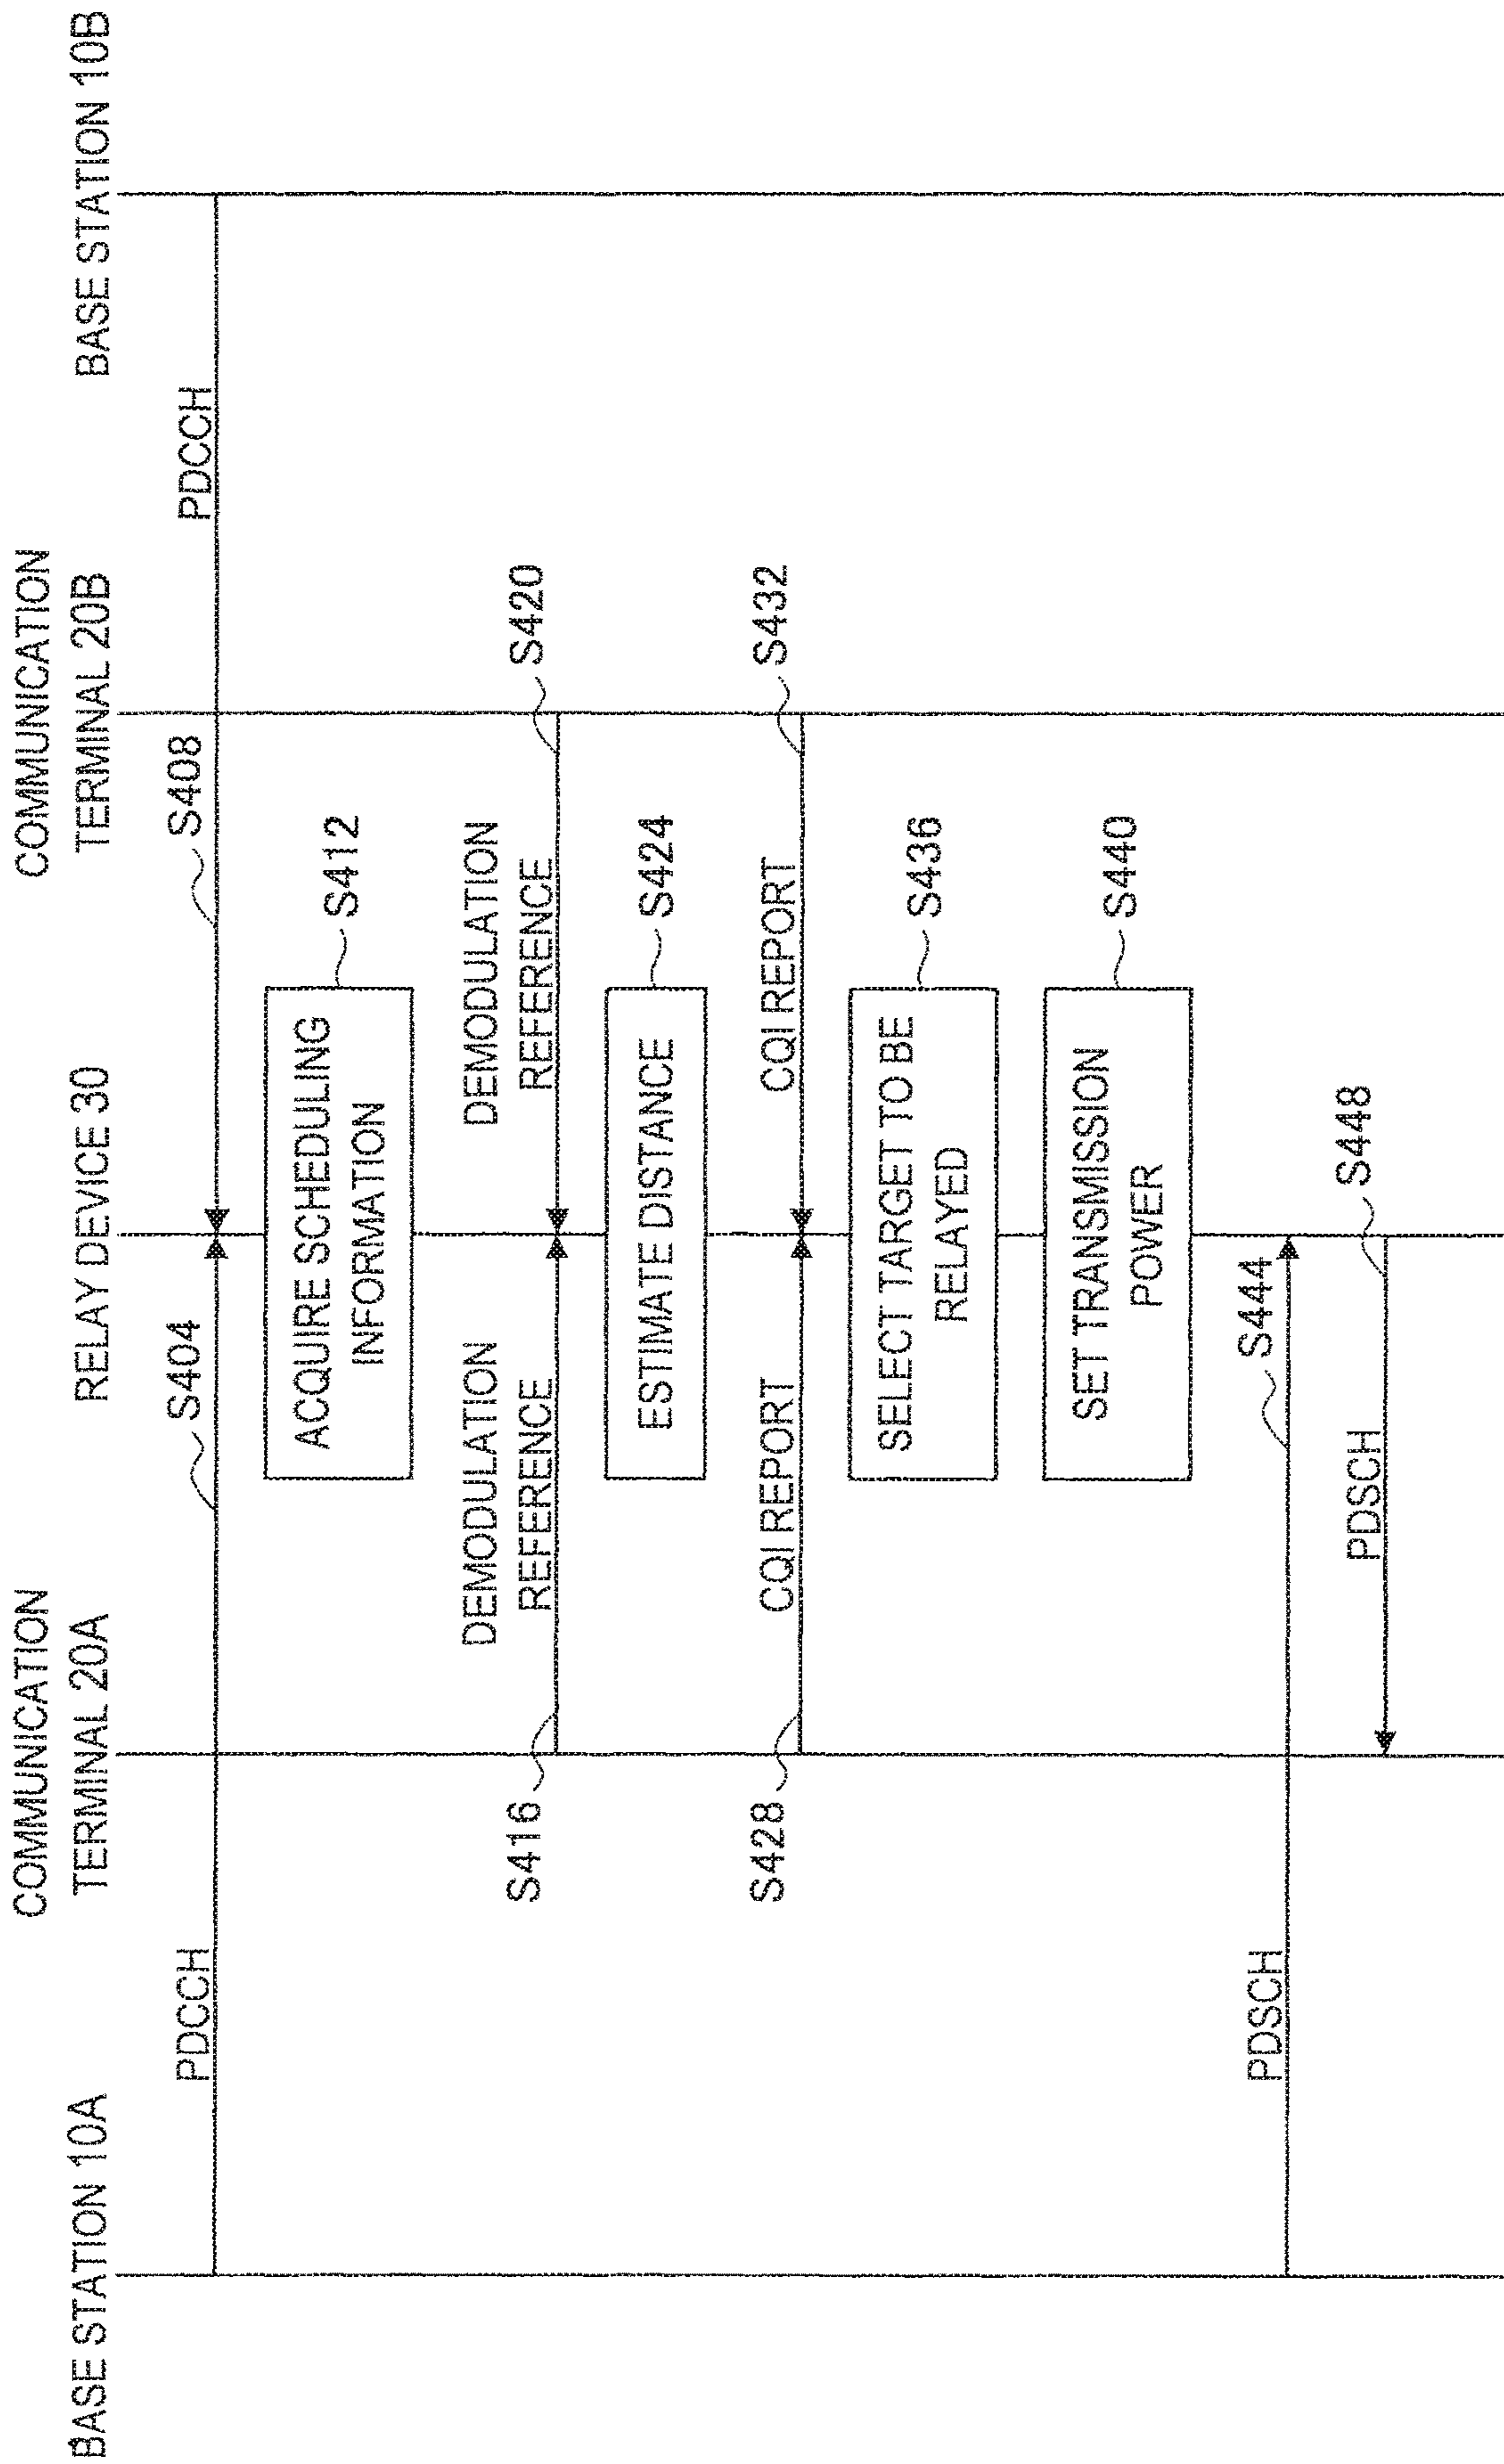 BASE STATION 10A
COMMUNICATION
TERMINAL 20A
RELAY DEVICE 30
COMMUNICATION
TERMINAL 20B
BASE STATION 10B
PDCCH
S404
S408
PDCCH
ACQUIRE SCHEDULING
INFORMATION
S412
S416
DEMODULATION
REFERENCE
DEMODULATION
REFERENCE
S420
ESTIMATE DISTANCE
S424
S428
CQI REPORT
CQI REPORT
S432
SELECT TARGET TO BE
RELAYED
S436
SET TRANSMISSION
POWER
S440
PDSCH
S444
PDSCH
S448